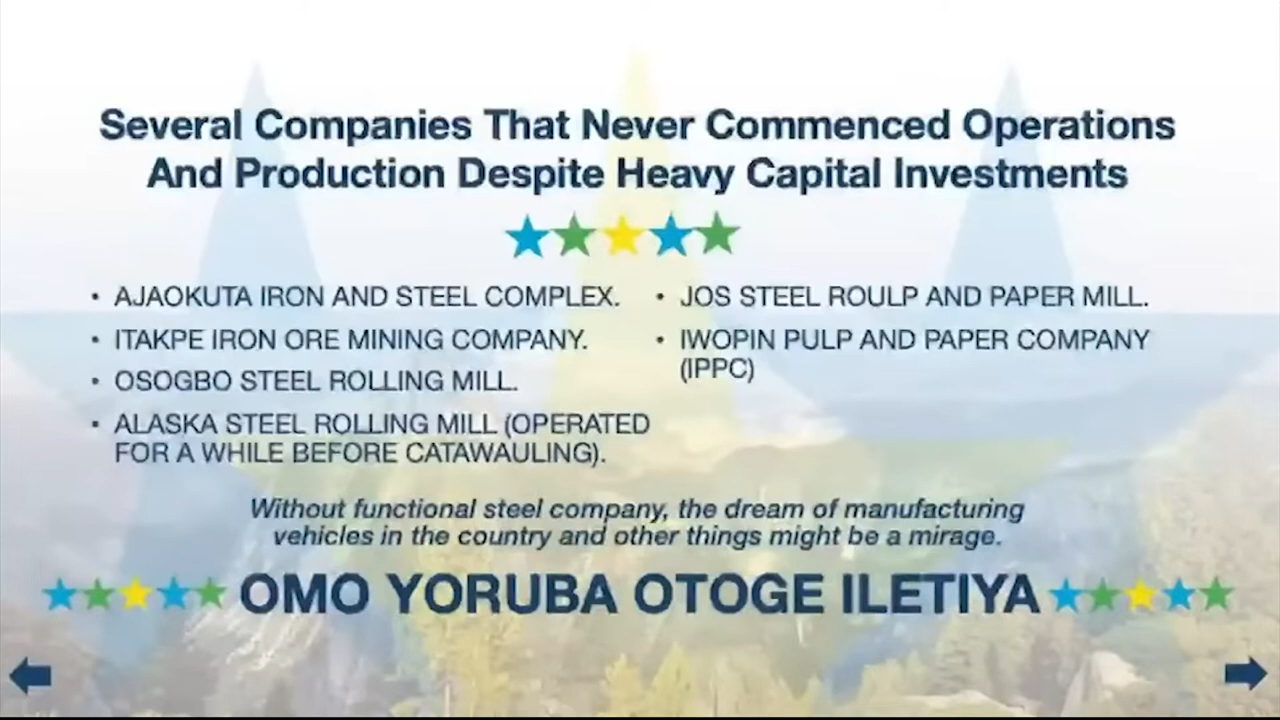 Several Companies That Never Commenced Operations
And Production Despite Heavy Capital Investments
• AJAOKUTA IRON AND STEEL COMPLEX.
• ITAKPE IRON ORE MINING COMPANY.
• OSOGBO STEEL ROLLING MILL.
• ALASKA STEEL ROLLING MILL (OPERATED
FOR A WHILE BEFORE CATAWAULING).
• JOS STEEL ROULP AND PAPER MILL.
• IWOPIN PULP AND PAPER COMPANY
(IPPC)
Without functional steel company, the dream of manufacturing
vehicles in the country and other things might be a mirage.
OMO YORUBA OTOGE ILETIYA